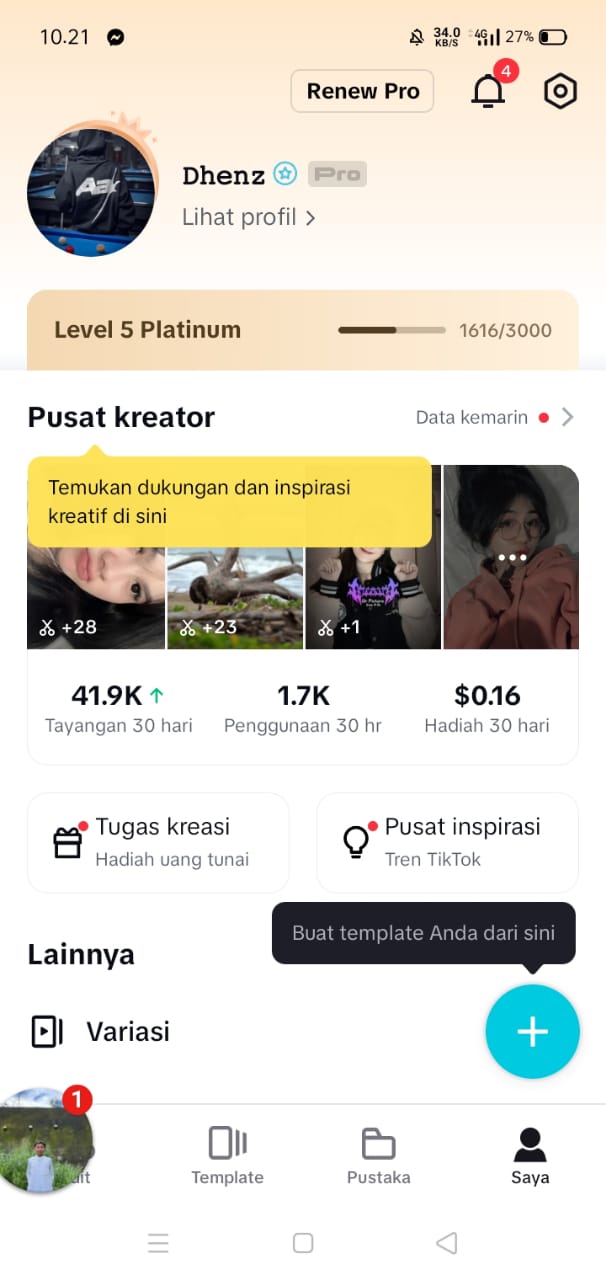 10.21
34.0
KB/S
4G
27%
Renew Pro
4
Dhenz
Pro
Lihat profil
Level 5 Platinum
1616/3000
Pusat kreator
Data kemarin
Temukan dukungan dan inspirasi
kreatif di sini
+28
+23
+1
41.9K
1.7K
$0.16
Tayangan 30 hari
Penggunaan 30 hr
Hadiah 30 hari
Tugas kreasi
Hadiah uang tunai
Pusat inspirasi
Tren TikTok
Buat template Anda dari sini
Lainnya
Variasi
1
Template
Pustaka
Saya